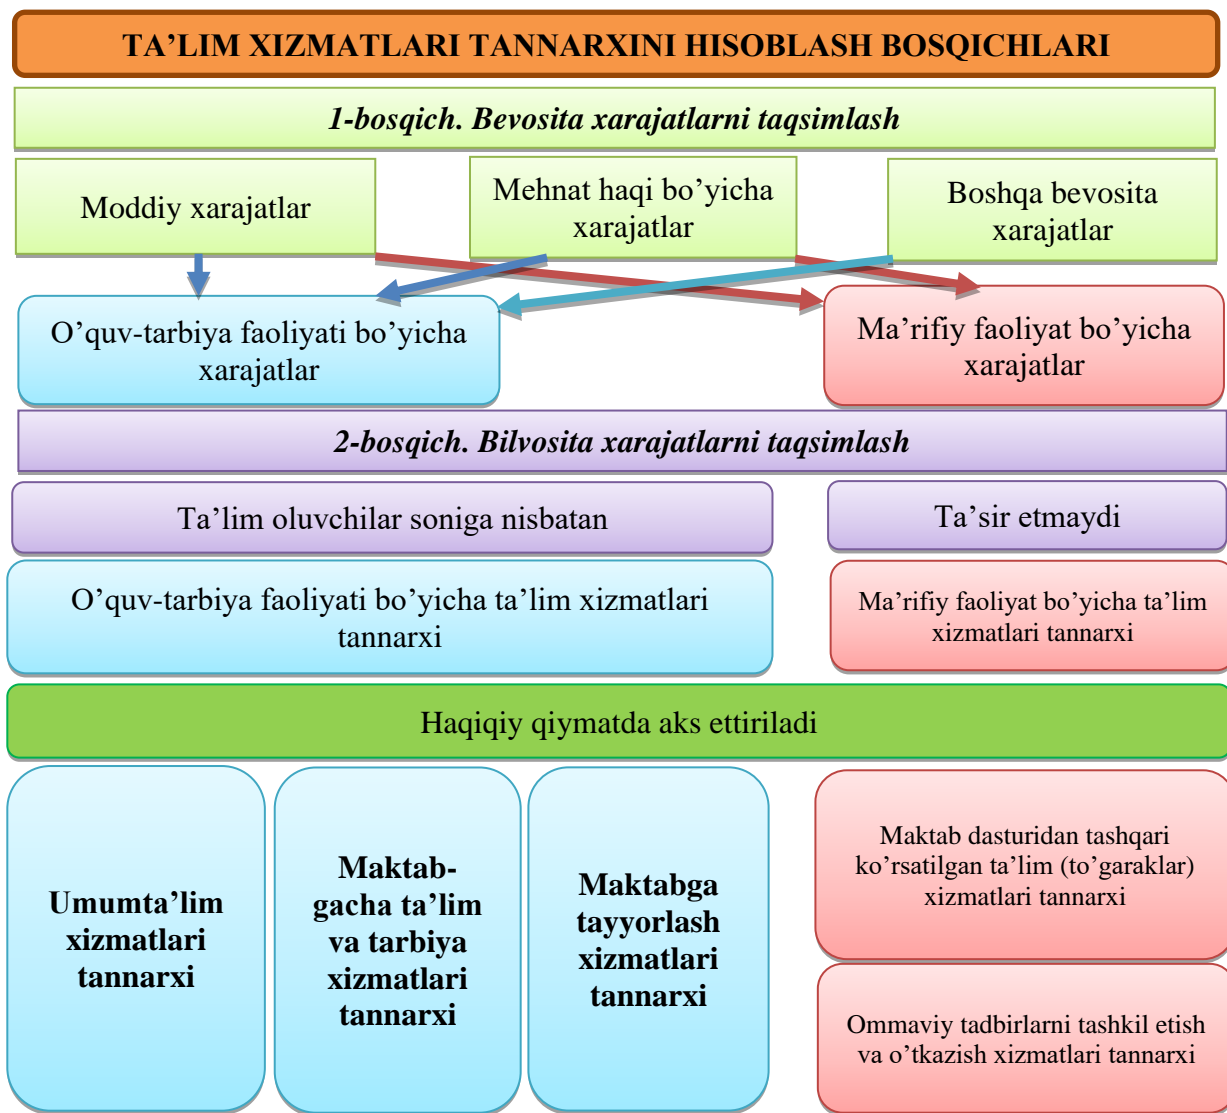 TA’LIM XIZMATLARI TANNARXINI HISOBLASH BOSQICHLARI
1-bosqich. Bevosita xarajatlarni taqsimlash
Moddiy xarajatlar
Mehnat haqi bo’yicha
xarajatlar
Boshqa bevosita
xarajatlar
O’quv-tarbiya faoliyati bo’yicha
xarajatlar
Ma’rifiy faoliyat bo’yicha
xarajatlar
2-bosqich. Bilvosita xarajatlarni taqsimlash
Ta’lim oluvchilar soniga nisbatan
Ta’sir etmaydi
O’quv-tarbiya faoliyati bo’yicha ta’lim xizmatlari
tannarxi
Ma’rifiy faoliyat bo’yicha ta’lim
xizmatlari tannarxi
Haqiqiy qiymatda aks ettiriladi
Umumta’lim
xizmatlari
tannarxi
Maktab-
gacha ta’lim
va tarbiya
xizmatlari
tannarxi
Maktabga
tayyorlash
xizmatlari
tannarxi
Maktab dasturidan tashqari
ko’rsatilgan ta’lim (to’garaklar)
xizmatlari tannarxi
Ommaviy tadbirlarni tashkil etish
va o’tkazish xizmatlari tannarxi